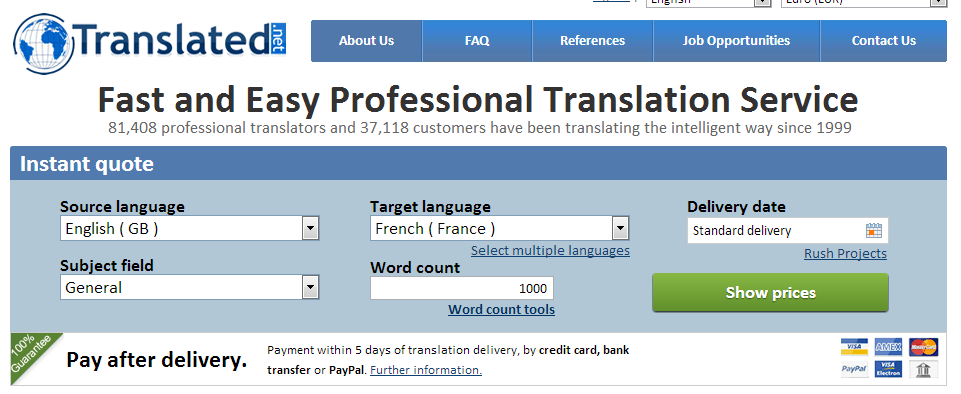 English
Euro (EUR)
Translated.net
About Us
FAQ
References
Job Opportunities
Contact Us
Fast and Easy Professional Translation Service
81,408 professional translators and 37,118 customers have been translating the intelligent way since 1999
Instant quote
Source language
Target language
Delivery date
English ( GB )
French ( France )
Standard delivery
Select multiple languages
Rush Projects
Subject field
Word count
General
1000
Show prices
Word count tools
100%
Guarantee
Pay after delivery.
Payment within 5 days of translation delivery, by credit card, bank
transfer or PayPal. Further information.
VISA
AMEX
MasterCard
PayPal
VISA
Electron